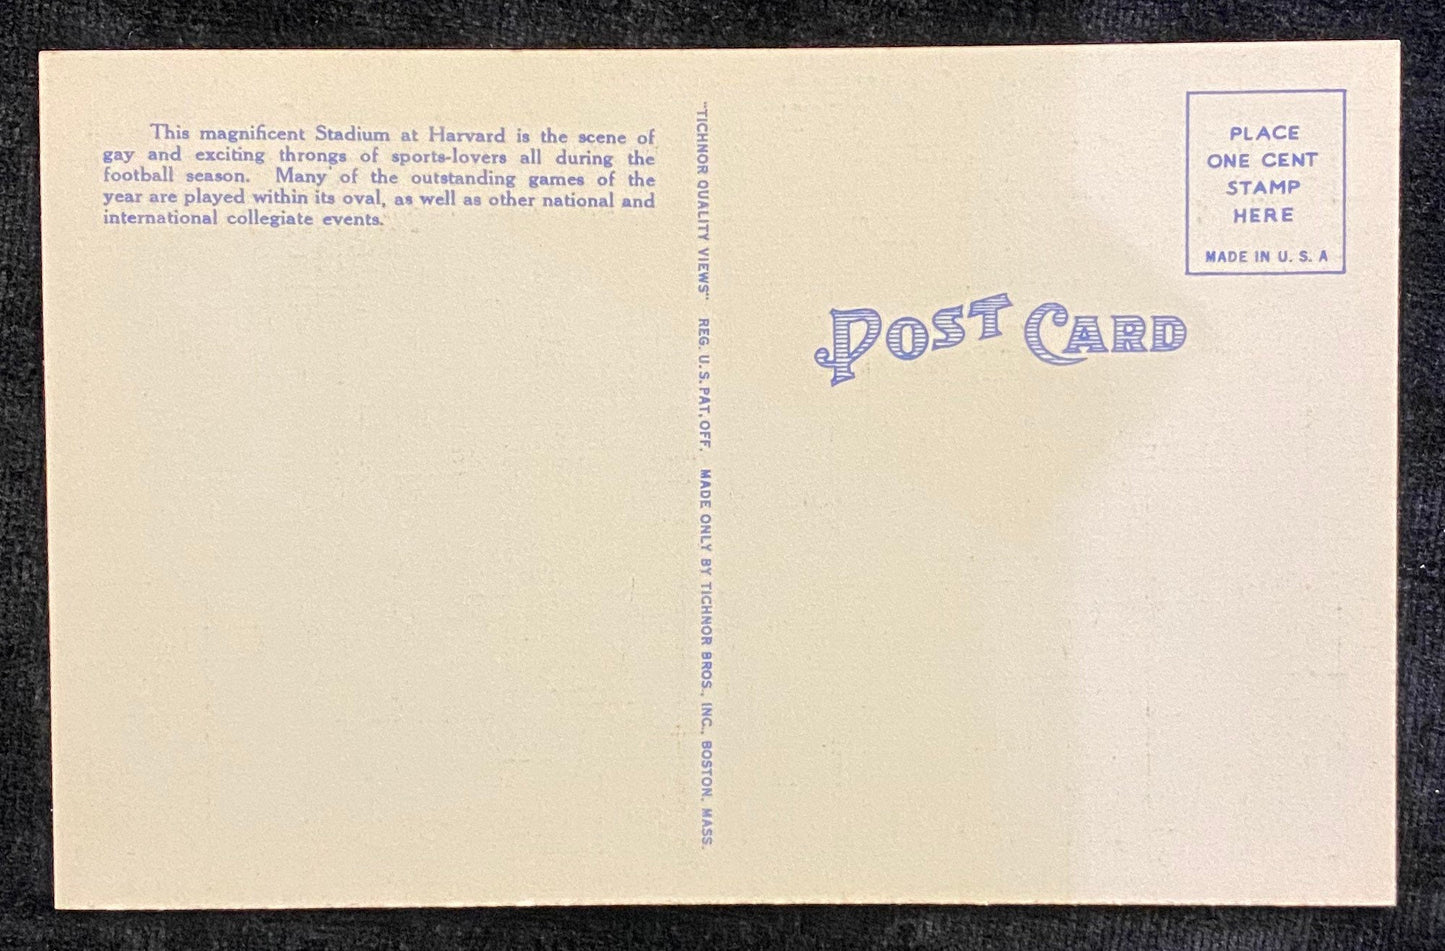 This magnificent Stadium at Harvard is the scene of
gay and exciting throngs of sports-lovers all during the
football season. Many of the outstanding games of the
year are played within its oval, as well as other national and
international collegiate events.
"TICHNOR QUALITY VIEWS" REG. U.S. PAT. OFF. MADE ONLY BY TICHNOR BROS., INC., BOSTON, MASS.
PLACE
ONE CENT
STAMP
HERE
MADE IN U. S. A
POST CARD